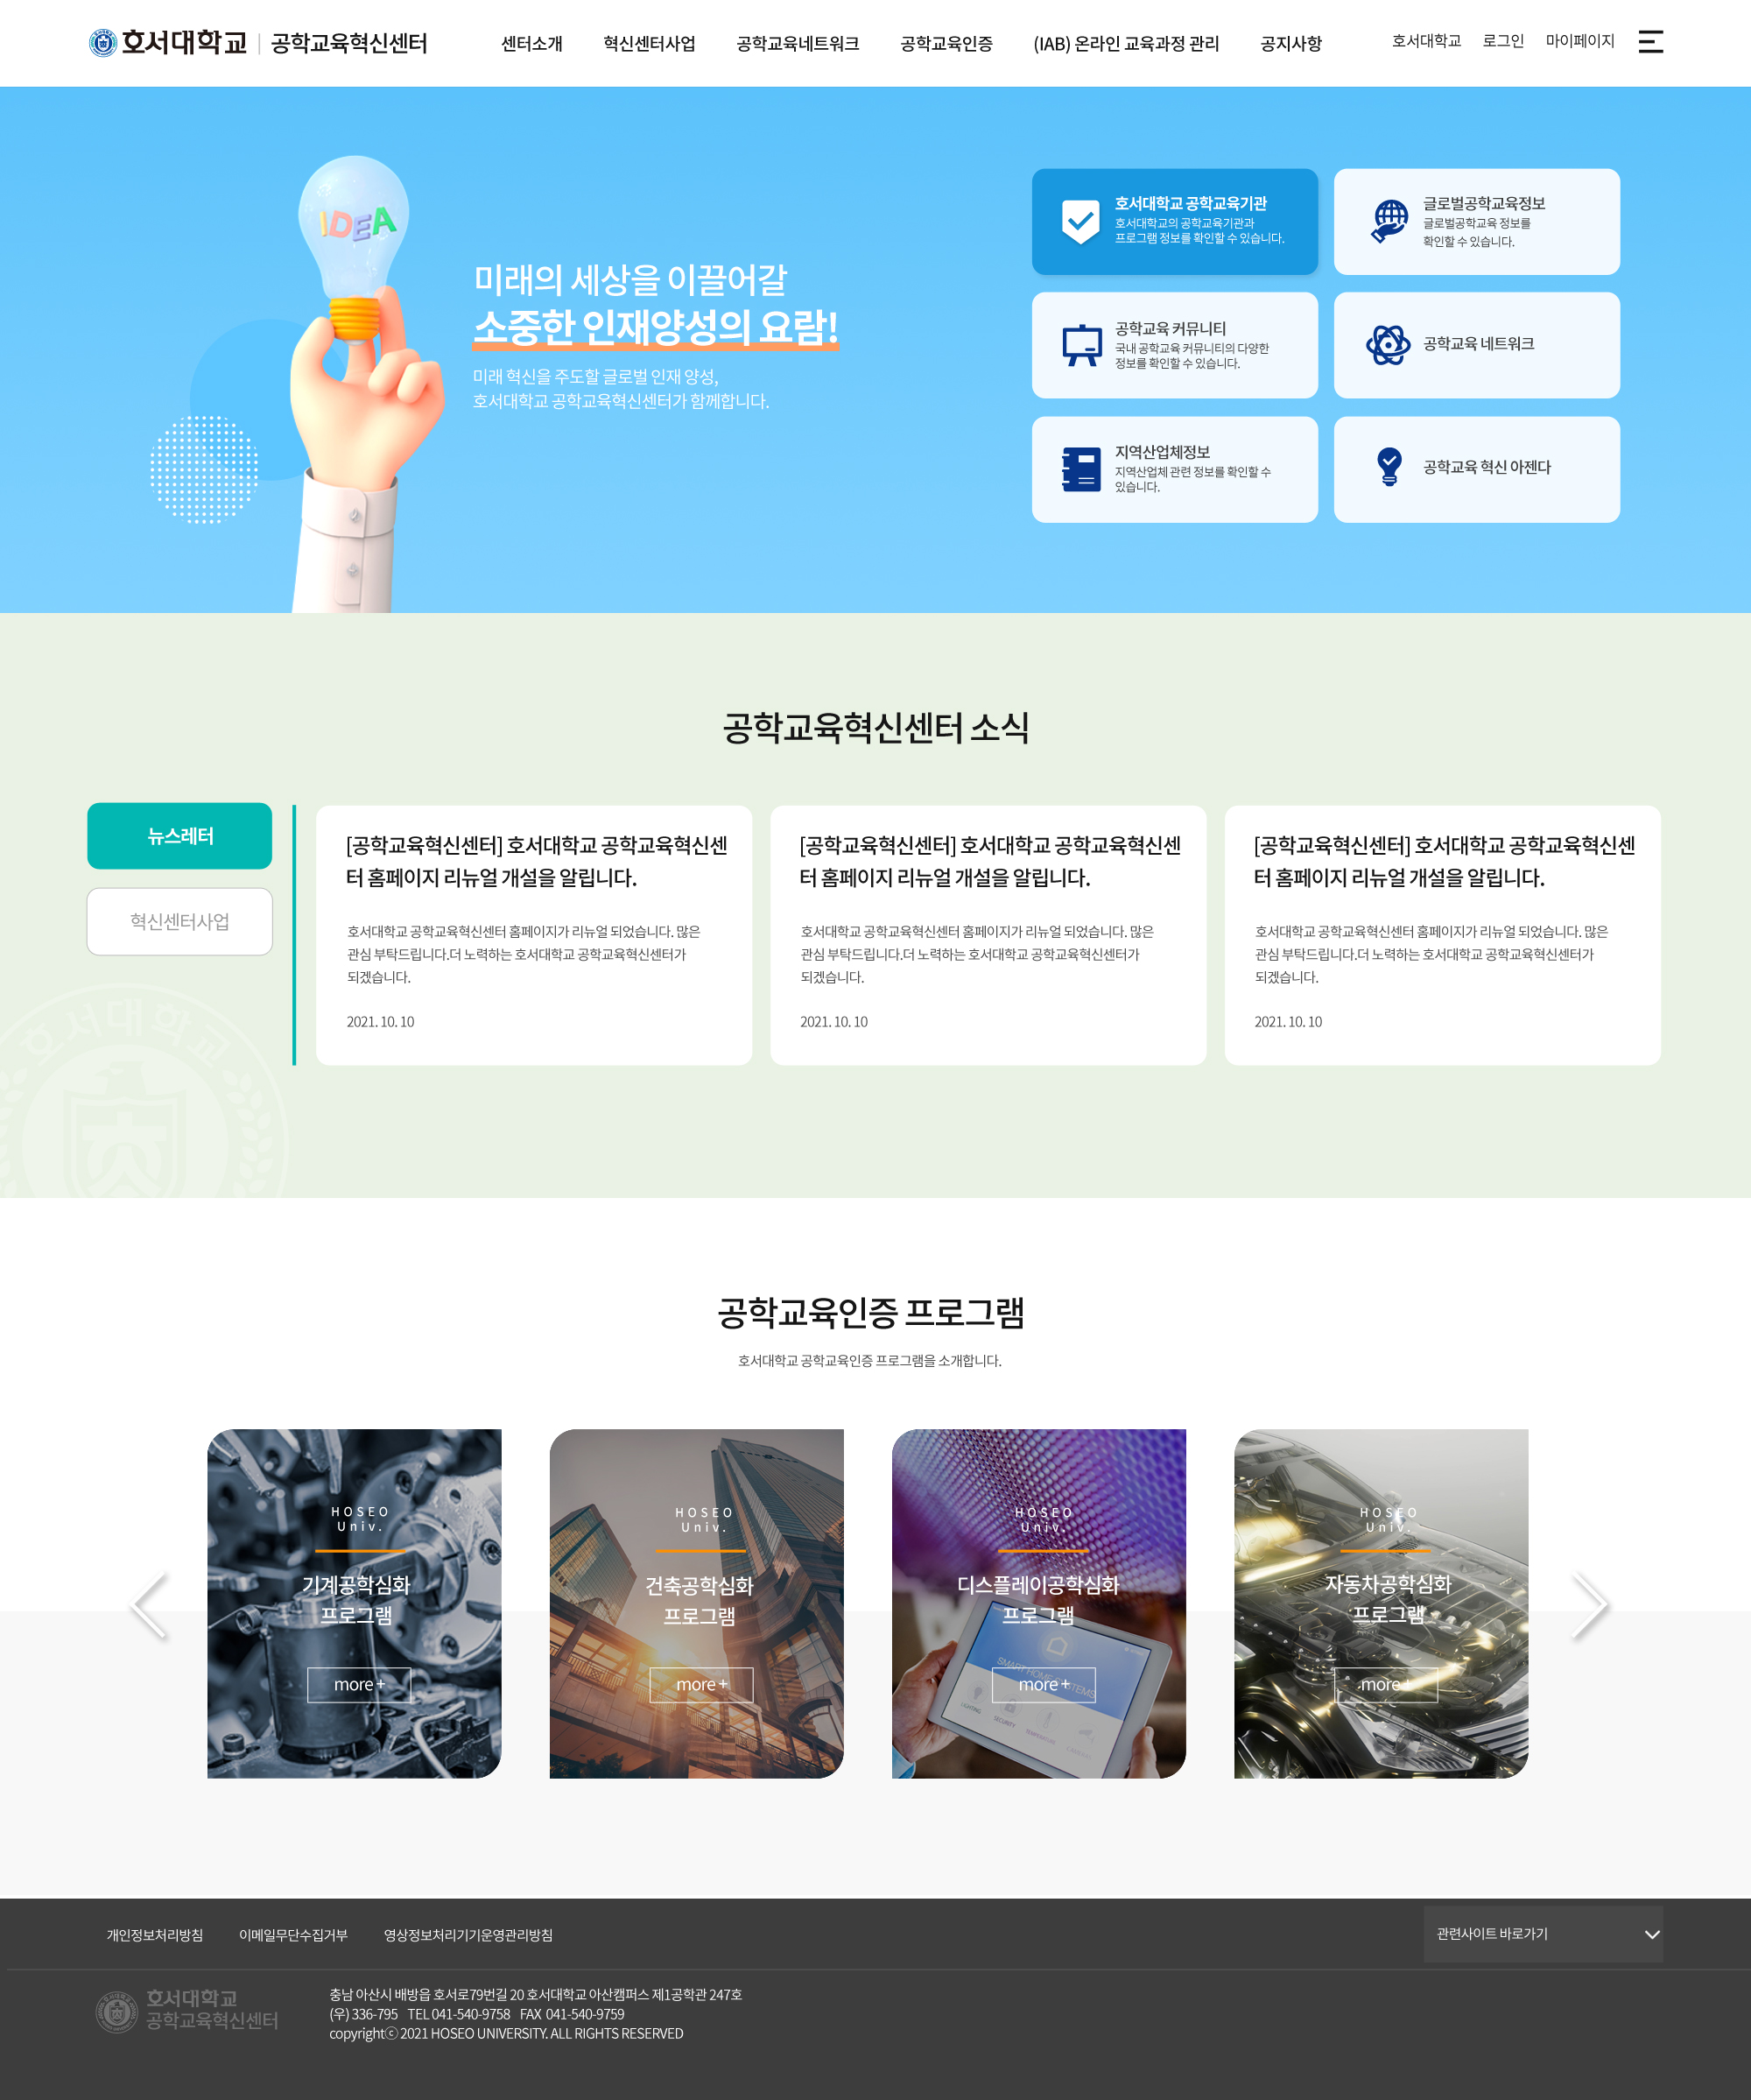 호서대학교 | 공학교육혁신센터
센터소개 혁신센터사업 공학교육네트워크 공학교육인증 (IAB) 온라인 교육과정 관리 공지사항
호서대학교 로그인 마이페이지
IDEA
미래의 세상을 이끌어갈
소중한 인재양성의 요람!
미래 혁신을 주도할 글로벌 인재 양성,
호서대학교 공학교육혁신센터가 함께합니다.
호서대학교 공학교육기관
호서대학교의 공학교육기관과
프로그램 정보를 확인할 수 있습니다.
글로벌공학교육정보
글로벌공학교육 정보를
확인할 수 있습니다.
공학교육 커뮤니티
국내 공학교육 커뮤니티의 다양한
정보를 확인할 수 있습니다.
공학교육 네트워크
지역산업체정보
지역산업체 관련 정보를 확인할 수
있습니다.
공학교육 혁신 아젠다
공학교육혁신센터 소식
뉴스레터
혁신센터사업
호서대학교
[공학교육혁신센터] 호서대학교 공학교육혁신센
터 홈페이지 리뉴얼 개설을 알립니다.
호서대학교 공학교육혁신센터 홈페이지가 리뉴얼 되었습니다. 많은
관심 부탁드립니다.더 노력하는 호서대학교 공학교육혁신센터가
되겠습니다.
2021. 10. 10
[공학교육혁신센터] 호서대학교 공학교육혁신센
터 홈페이지 리뉴얼 개설을 알립니다.
호서대학교 공학교육혁신센터 홈페이지가 리뉴얼 되었습니다. 많은
관심 부탁드립니다.더 노력하는 호서대학교 공학교육혁신센터가
되겠습니다.
2021. 10. 10
[공학교육혁신센터] 호서대학교 공학교육혁신센
터 홈페이지 리뉴얼 개설을 알립니다.
호서대학교 공학교육혁신센터 홈페이지가 리뉴얼 되었습니다. 많은
관심 부탁드립니다.더 노력하는 호서대학교 공학교육혁신센터가
되겠습니다.
2021. 10. 10
공학교육인증 프로그램
호서대학교 공학교육인증 프로그램을 소개합니다.
HOSEO
Univ.
기계공학심화
프로그램
more +
HOSEO
Univ.
건축공학심화
프로그램
more +
HOSEO
Univ.
디스플레이공학심화
프로그램
SMART HOME SYSTEMS
more +
LIGHTING
SECURITY
TEMPERATURE
HOSEO
Univ.
자동차공학심화
프로그램
more +
개인정보처리방침 이메일무단수집거부 영상정보처리기기운영관리방침
관련사이트 바로가기
호서대학교
공학교육혁신센터
충남 아산시 배방읍 호서로79번길 20 호서대학교 아산캠퍼스 제1공학관 247호
(우) 336-795 TEL 041-540-9758 FAX 041-540-9759
copyrightⓒ 2021 HOSEO UNIVERSITY. ALL RIGHTS RESERVED